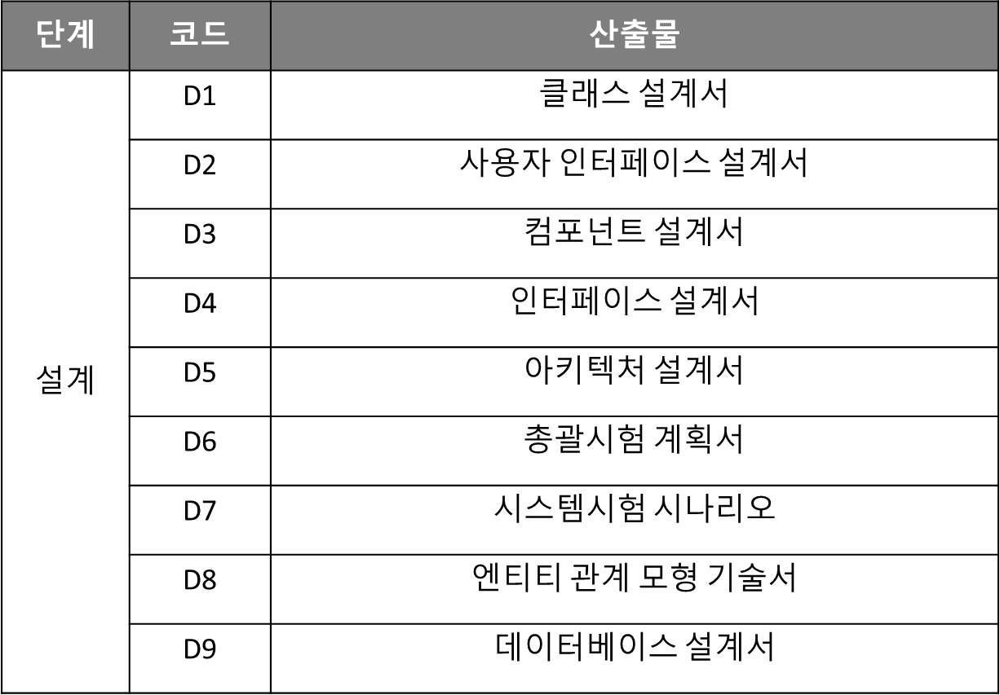 단계 코드 산출물
설계
D1 클래스 설계서
D2 사용자 인터페이스 설계서
D3 컴포넌트 설계서
D4 인터페이스 설계서
D5 아키텍처 설계서
D6 총괄시험 계획서
D7 시스템시험 시나리오
D8 엔티티 관계 모형 기술서
D9 데이터베이스 설계서